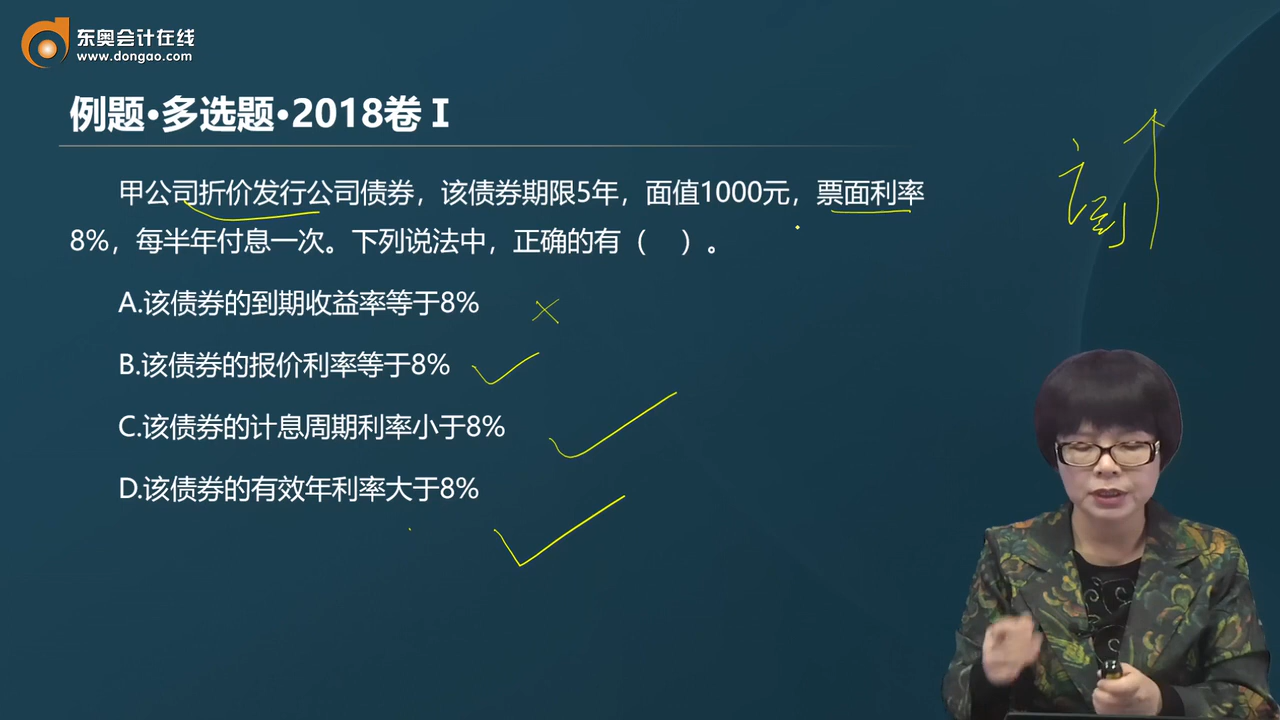 东奥会计在线
www.dongao.com
例题·多选题·2018卷Ⅰ
甲公司折价发行公司债券，该债券期限5年，面值1000元，票面利率
8%，每半年付息一次。下列说法中，正确的有（ ）。
A.该债券的到期收益率等于8%
B.该债券的报价利率等于8%
C.该债券的计息周期利率小于8%
D.该债券的有效年利率大于8%